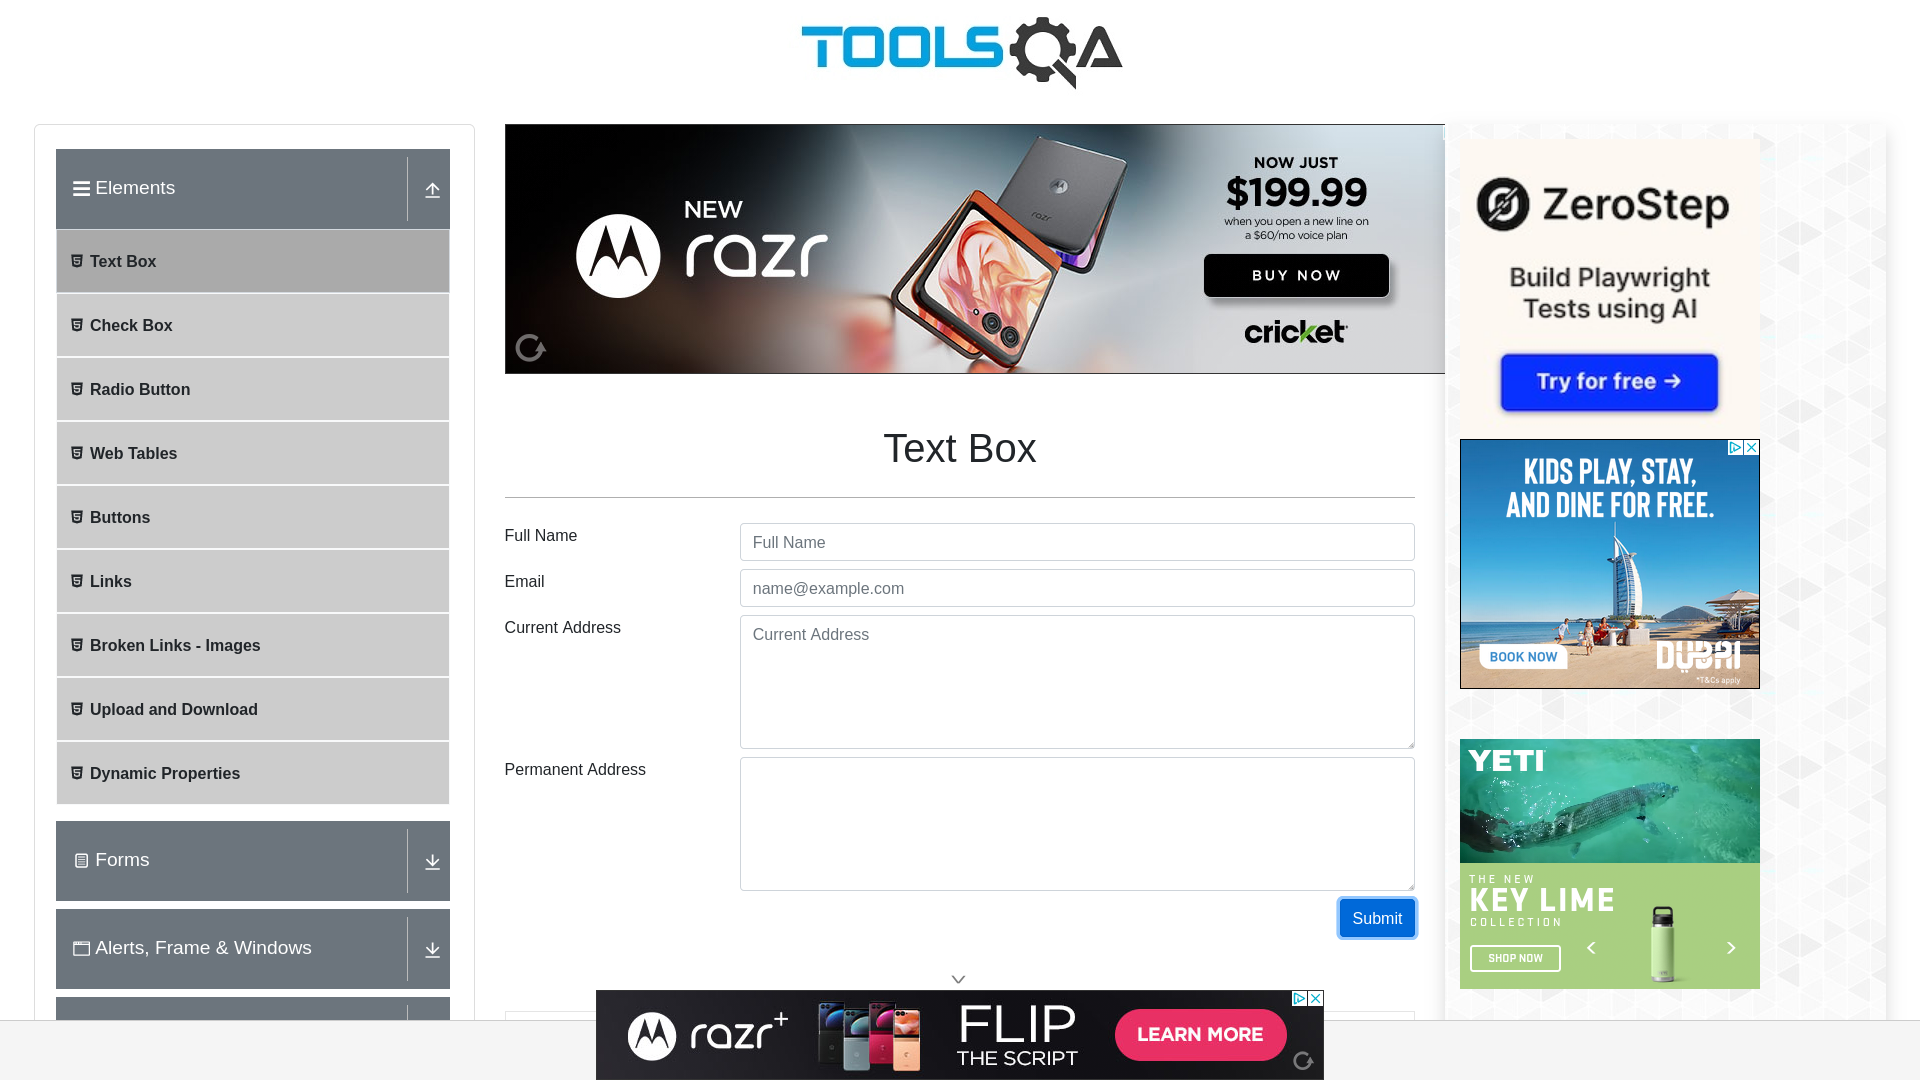 TOOLSQA
Elements
Text Box
Check Box
Radio Button
Web Tables
Buttons
Links
Broken Links - Images
Upload and Download
Dynamic Properties
Forms
Alerts, Frame & Windows
NEW
razr
NOW JUST
$199.99
when you open a new line on
a $60/mo voice plan
BUY NOW
cricket
razr
Text Box
Full Name
Full Name
Email
name@example.com
Current Address
Current Address
Permanent Address
Submit
ZeroStep
Build Playwright
Tests using AI
Try for free →
KIDS PLAY, STAY,
AND DINE FOR FREE.
BOOK NOW
DUBAI
*T&Cs apply
YETI
THE NEW
KEY LIME
COLLECTION
SHOP NOW
razr+
FLIP
THE SCRIPT
LEARN MORE